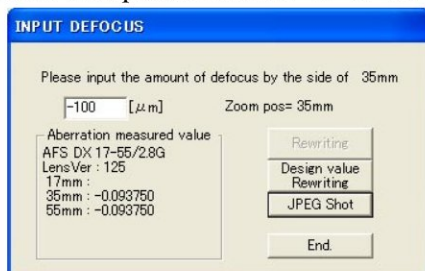 INPUT DEFOCUS
Please input the amount of defocus by the side of 35mm
-100 [μm] Zoom pos= 35mm
Aberration measured value
AFS DX 17-55/2.8G
LensVer : 125
17mm :
35mm : -0.093750
55mm : -0.093750
Rewriting
Design value
Rewriting
JPEG Shot
End.